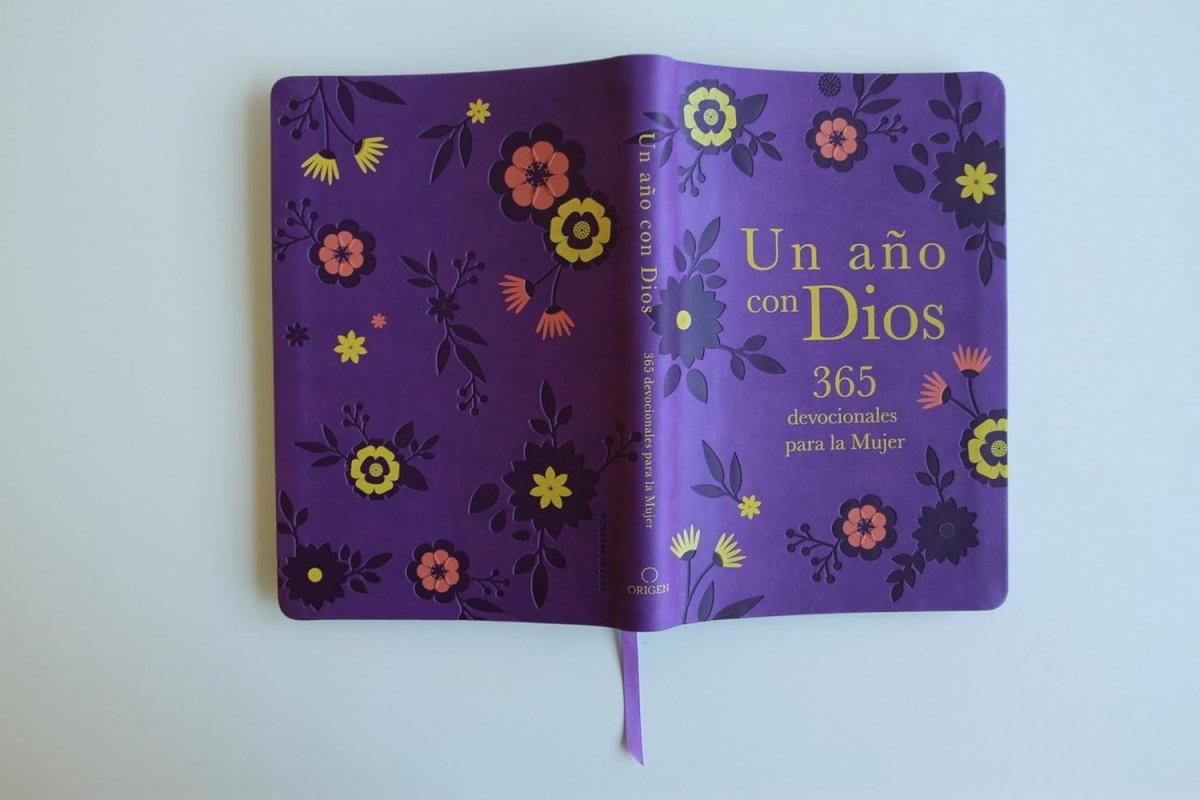 Un año con Dios
365 devocionales para la Mujer
ORIGEN
Un año
con Dios
365
devocionales
para la Mujer